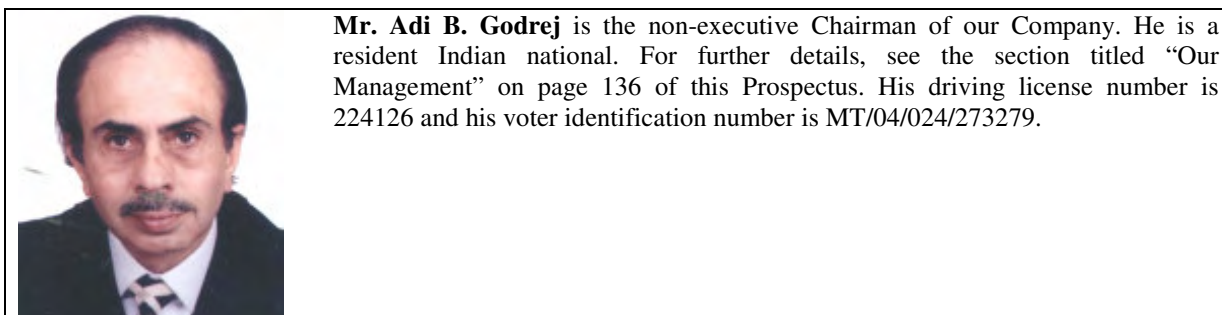 Mr. Adi B. Godrej is the non-executive Chairman of our Company. He is a
resident Indian national. For further details, see the section titled “Our
Management” on page 136 of this Prospectus. His driving license number is
224126 and his voter identification number is MT/04/024/273279.